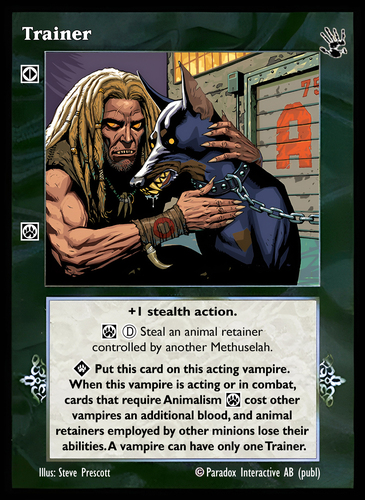 Trainer
75
A
+1 stealth action.
D Steal an animal retainer
controlled by another Methuselah.
Put this card on this acting vampire.
When this vampire is acting or in combat,
cards that require Animalism cost other
vampires an additional blood, and animal
retainers employed by other minions lose their
abilities. A vampire can have only one Trainer.
Illus: Steve Prescott © Paradox Interactive AB (publ)